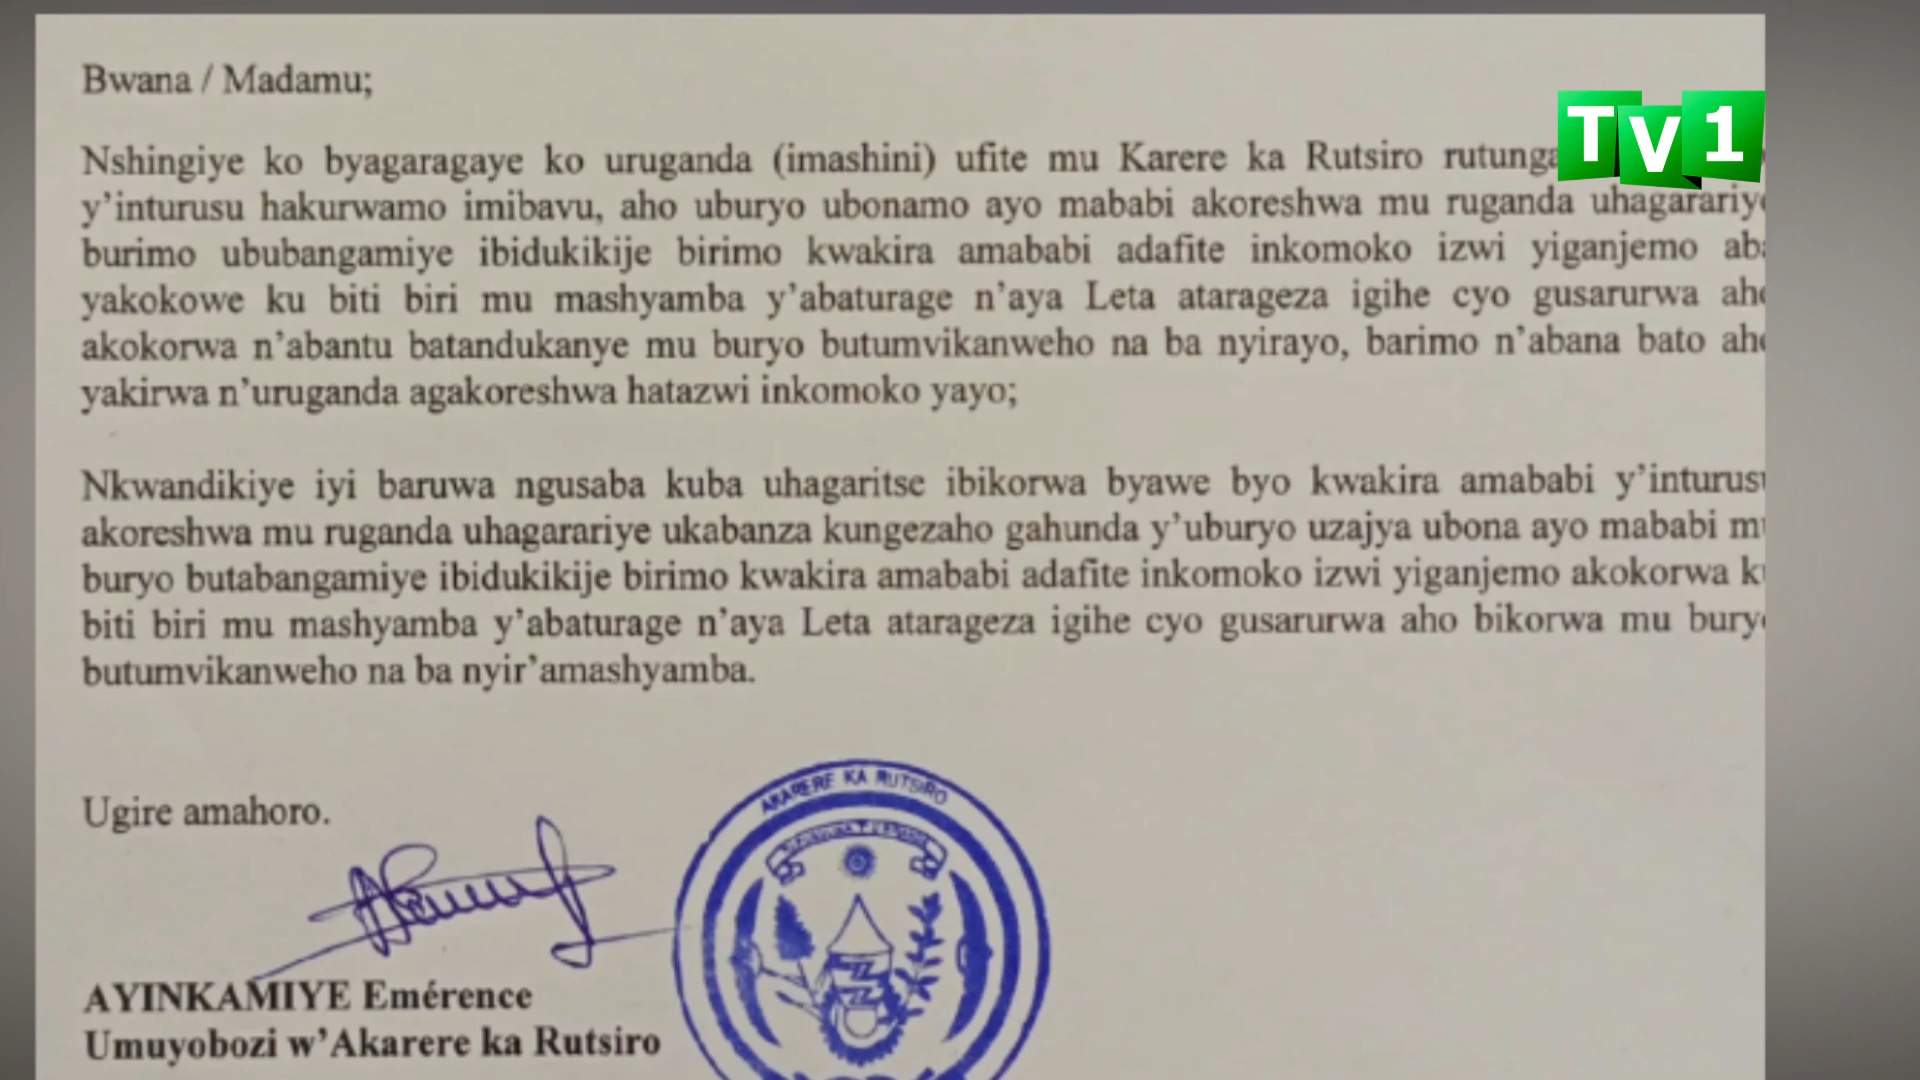 Bwana / Madamu;
TV1
Nshingiye ko byagaragaye ko uruganda (imashini) ufite mu Karere ka Rutsiro
y’inturusu hakurwamo imibavu, aho uburyo ubonamo ayo mababi akoreshwa mu ruganda
burimo ububangamiye ibidukikije birimo kwakira amababi adafite inkomoko izwi yiganjemo
yakokowe ku biti biri mu mashyamba y’abaturage n’aya Leta atarageza igihe cyo gusarurwa
akokorwa n’abantu batandukanye mu buryo butumvikanweho na ba nyirayo, barimo n’abana bato
yakirwa n’uruganda agakoreshwa hatazwi inkomoko yayo;
Nkwandikiye iyi baruwa ngusaba kuba uhagaritse ibikorwa byawe byo kwakira amababi
akoreshwa mu ruganda uhagarariye ukabanza kungezaho gahunda y’uburyo uzajya ubona ayo mababi
buryo butabangamiye ibidukikije birimo kwakira amababi adafite inkomoko izwi yiganjemo akokorwa
biti biri mu mashyamba y’abaturage n’aya Leta atarageza igihe cyo gusarurwa aho bikorwa mu
butumvikanweho na ba nyir’amashyamba.
Ugire amahoro.
AKARERE KA RUTSIRO
AYINKAMIYE Emérence
Umuyobozi w’Akarere ka Rutsiro